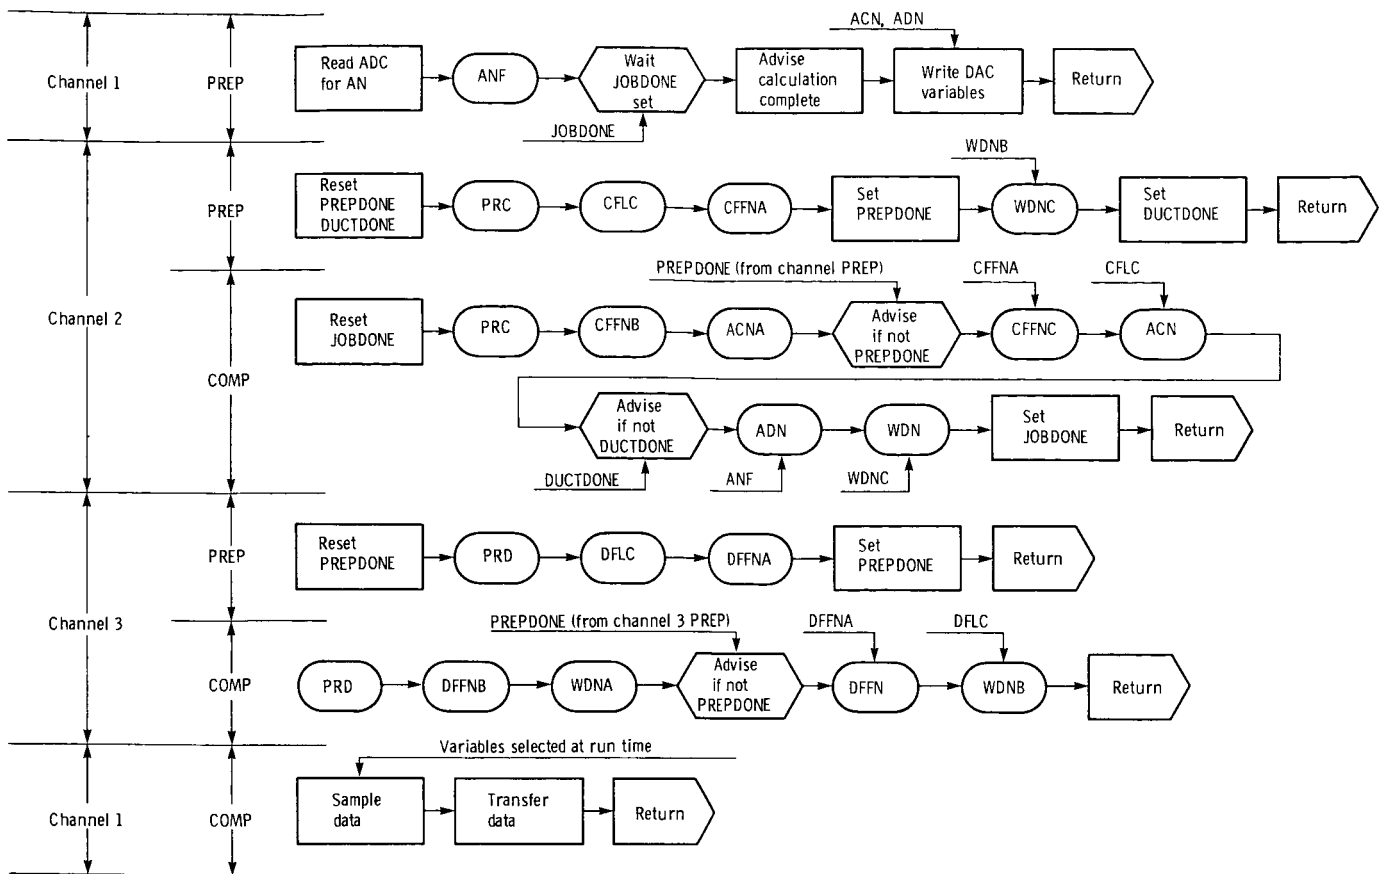 ACN, ADN
Channel 1
PREP
Read ADC
for AN
ANF
Wait
JOBDONE
set
Advise
calculation
complete
Write DAC
variables
Return
JOBDONE
WDNB
Channel 2
PREP
Reset
PREPDONE
DUCTDONE
PRC
CFLC
CFFNA
Set
PREPDONE
WDNC
Set
DUCTDONE
Return
PREPDONE (from channel PREP)
CFFNA
CFLC
COMP
Reset
JOBDONE
PRC
CFFNB
ACNA
Advise
if not
PREPDONE
CFFNC
ACN
Advise
if not
DUCTDONE
ADN
WDN
Set
JOBDONE
Return
DUCTDONE
ANF
WDNC
Channel 3
PREP
Reset
PREPDONE
PRD
DFLC
DFFNA
Set
PREPDONE
Return
PREPDONE (from channel 3 PREP)
DFFNA
DFLC
COMP
PRD
DFFNB
WDNA
Advise
if not
PREPDONE
DFFN
WDNB
Return
Variables selected at run time
Channel 1
COMP
Sample
data
Transfer
data
Return